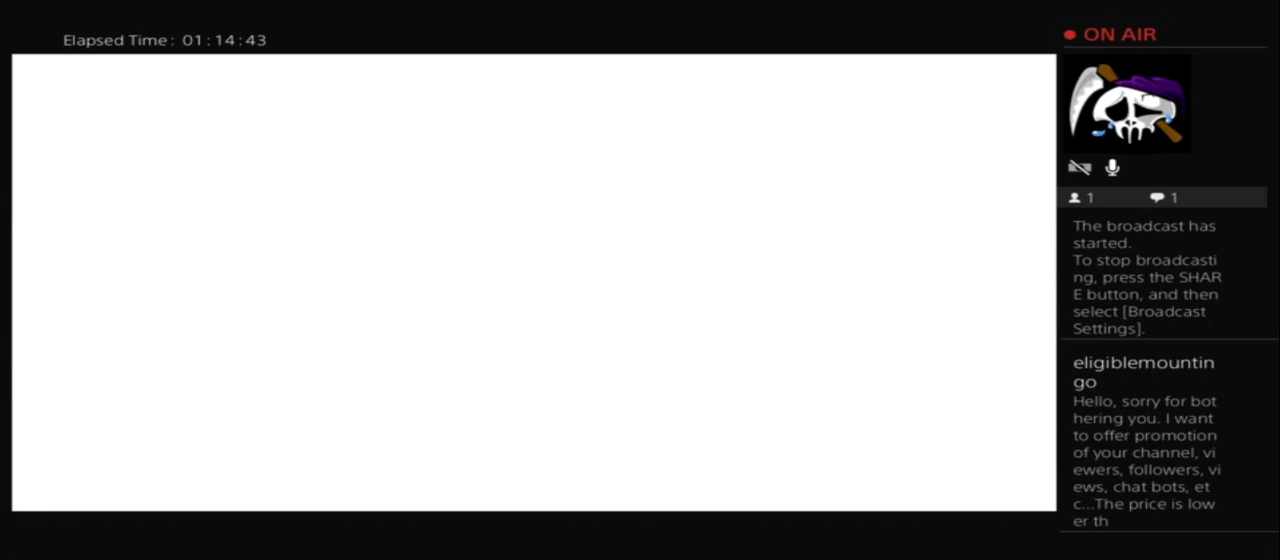 Elapsed Time: 01:14:43
ON AIR
1 1
The broadcast has
started.
To stop broadcasti
ng, press the SHAR
E button, and then
select [Broadcast
Settings].
eligiblemountin
go
Hello, sorry for bot
hering you. I want
to offer promotion
of your channel, vi
ewers, followers, vi
ews, chat bots, et
c...The price is low
er th